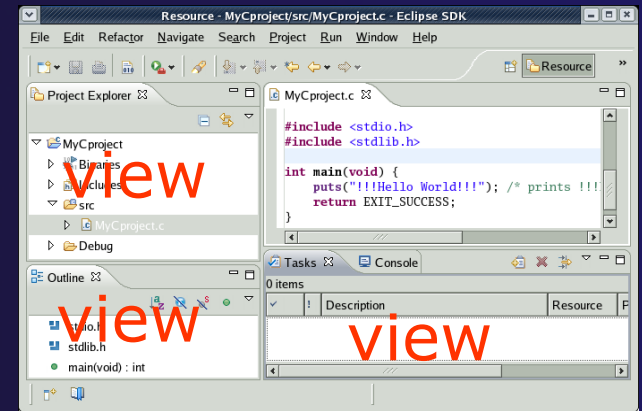 Resource - MyCproject/src/MyCproject.c - Eclipse SDK
File Edit Refactor Navigate Search Project Run Window Help
Resource »
Project Explorer
MyCproject
Binaries
Includes
src
MyCproject.c
Debug
view
MyCproject.c
#include <stdio.h>
#include <stdlib.h>
int main(void) {
puts("!!!Hello World!!!"); /* prints !!!
return EXIT_SUCCESS;
}
Outline
stdio.h
stdlib.h
main(void) : int
view
Tasks Console
0 items
! Description Resource P
view